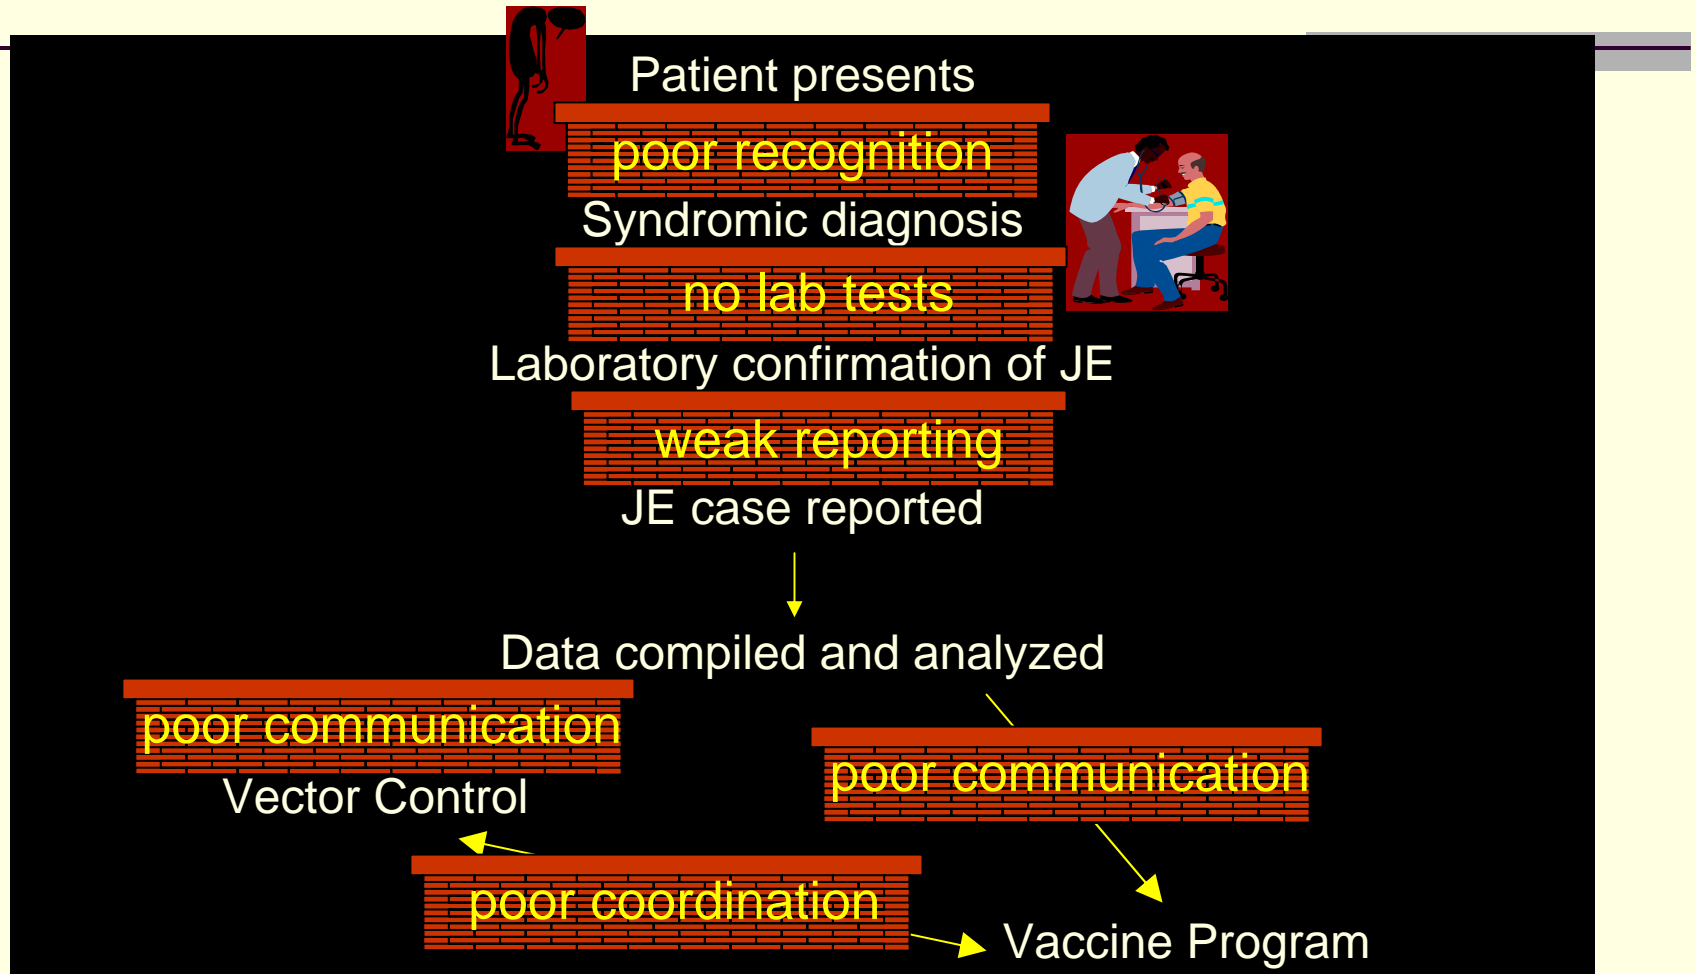 Patient presents
poor recognition
Syndromic diagnosis
no lab tests
Laboratory confirmation of JE
weak reporting
JE case reported
Data compiled and analyzed
poor communication
poor communication
Vector Control
poor coordination
Vaccine Program